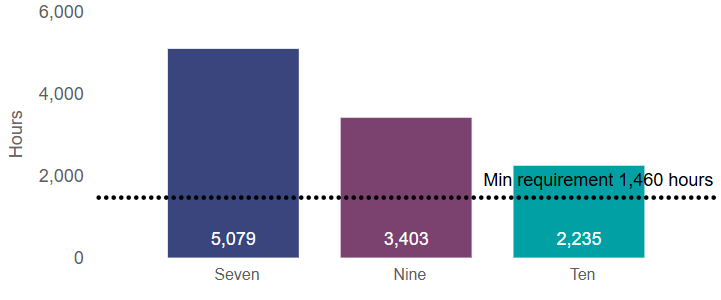 6,000
4,000
2,000
0
Hours
Min requirement 1,460 hours
5,079
3,403
2,235
Seven
Nine
Ten